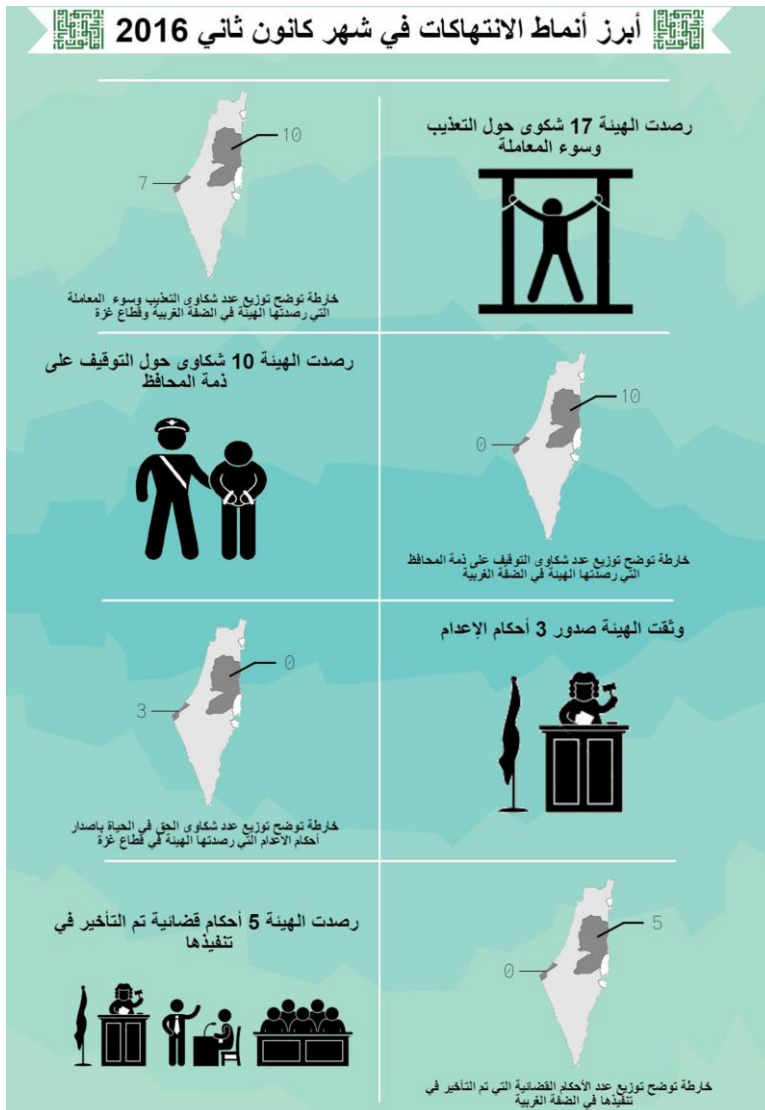 أبرز أنماط الانتهاكات في شهر كانون ثاني 2016
رصدت الهيئة 17 شكوى حول التعذيب
وسوء المعاملة
10
7
خارطة توضح توزيع عدد شكاوى التعذيب وسوء المعاملة
التي رصدتها الهيئة في الضفة الغربية وقطاع غزة
رصدت الهيئة 10 شكاوى حول التوقيف على
ذمة المحافظ
10
0
خارطة توضح توزيع عدد شكاوى التوقيف على ذمة المحافظ
التي رصدتها الهيئة في الضفة الغربية
وثقت الهيئة صدور 3 أحكام الإعدام
0
3
خارطة توضح توزيع عدد شكاوى الحق في الحياة باصدار
أحكام الاعدام التي رصدتها الهيئة في قطاع غزة
رصدت الهيئة 5 أحكام قضائية تم التأخير في
تنفيذها
5
0
خارطة توضح توزيع عدد الأحكام القضائية التي تم التأخير في
تنفيذها في الضفة الغربية